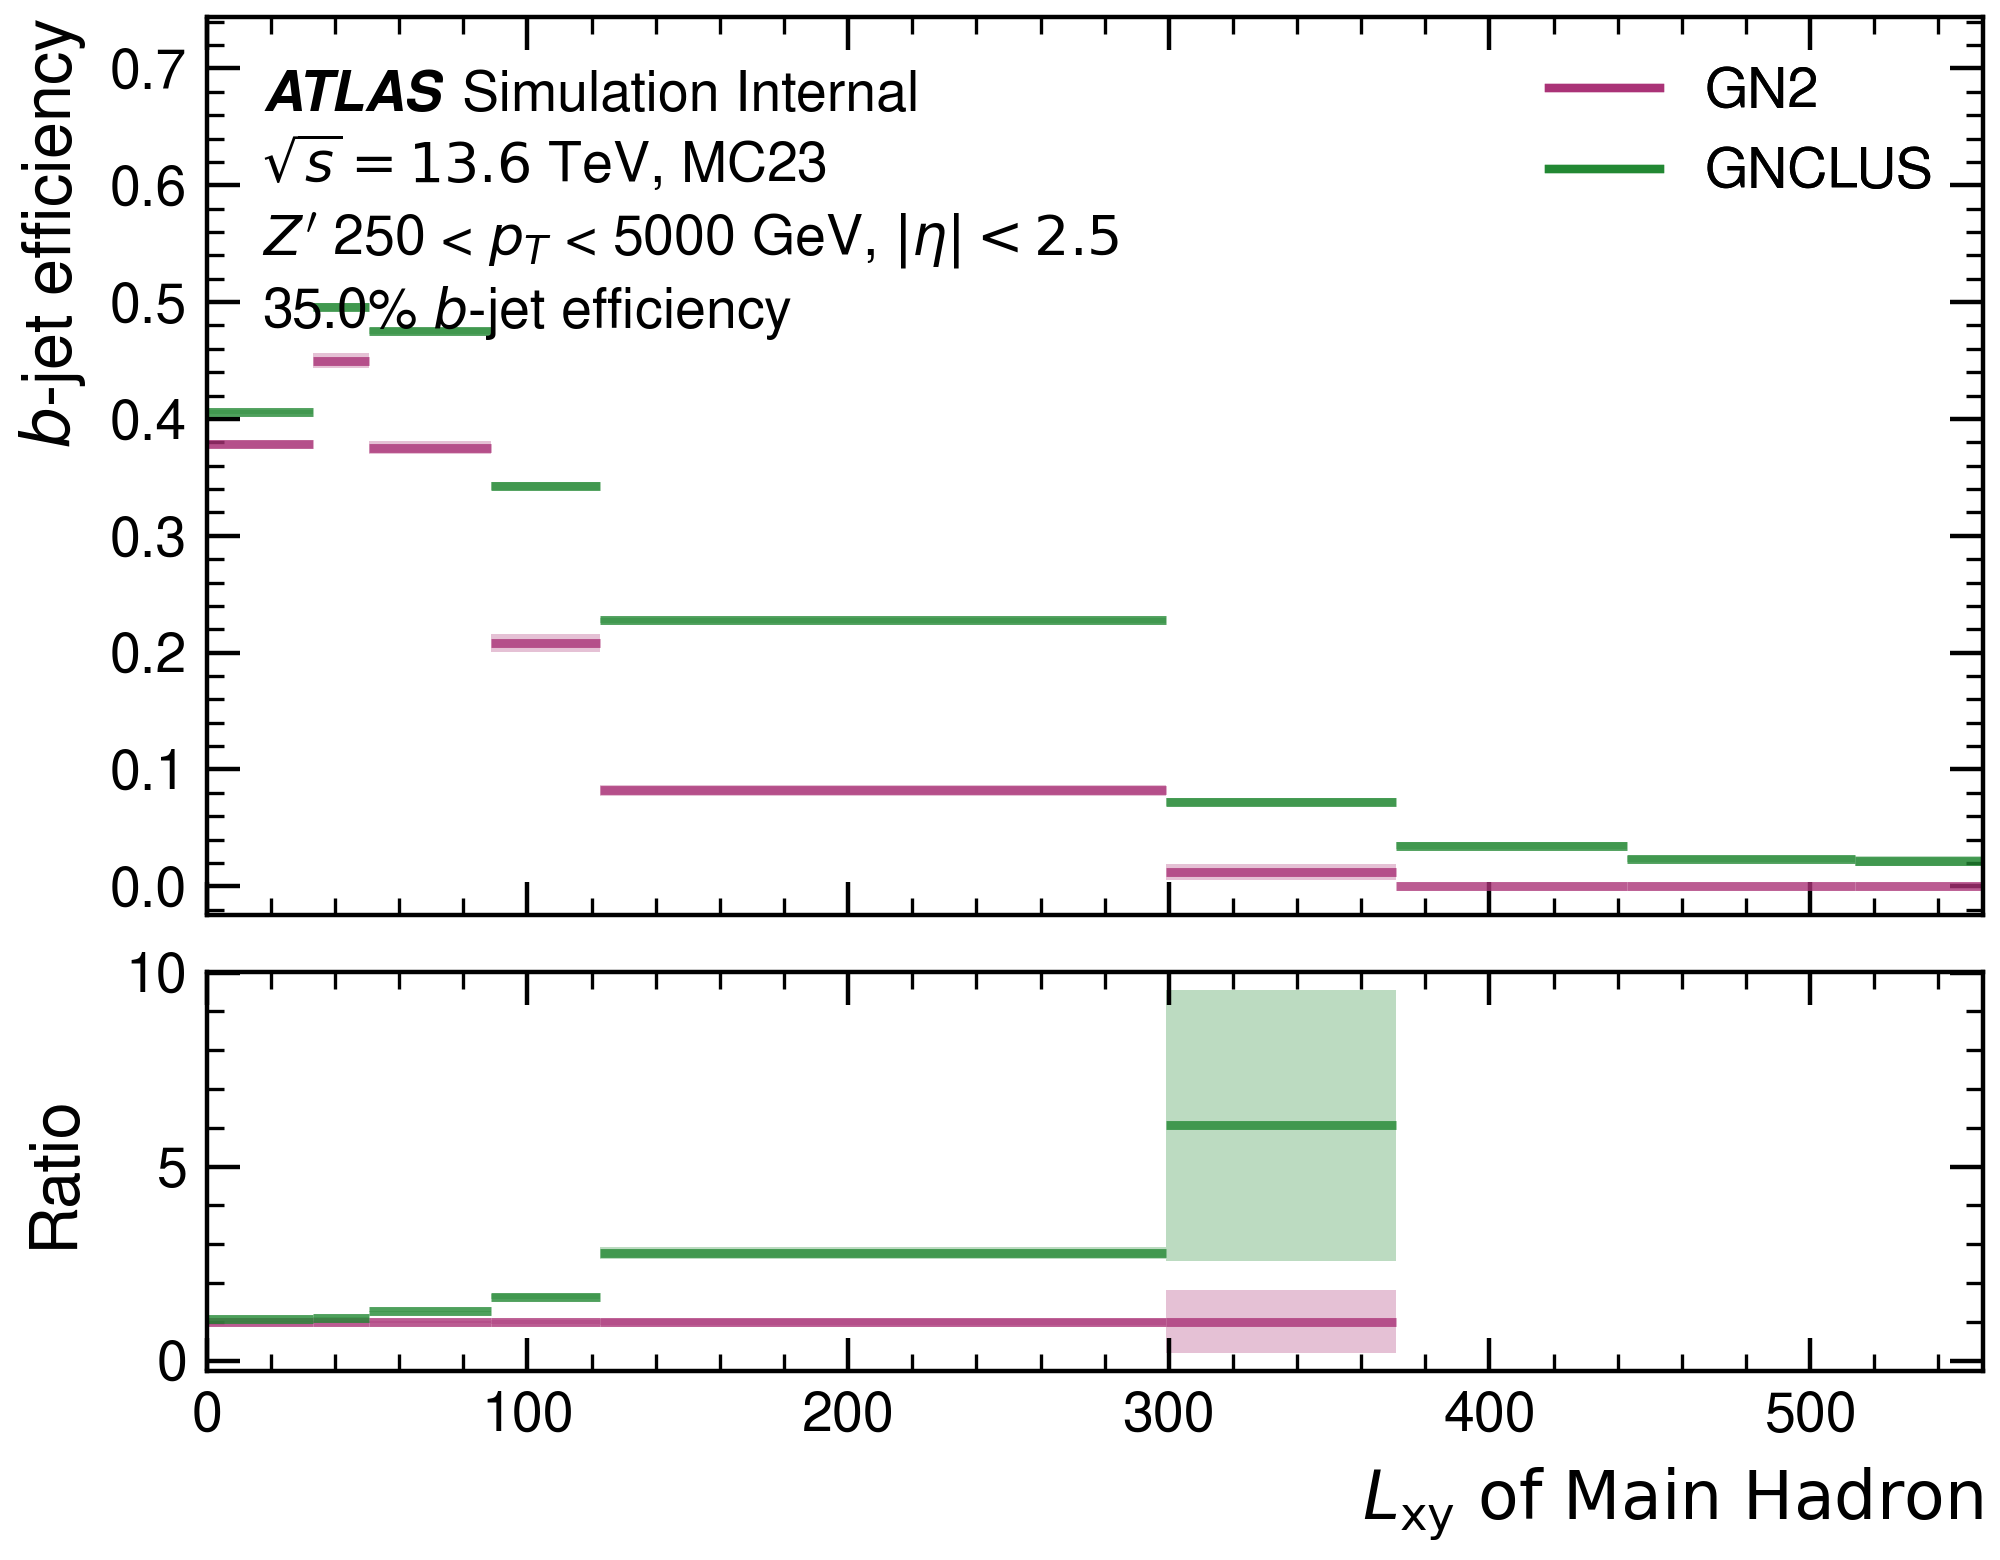 b-jet efficiency
0.7
0.6
0.5
0.4
0.3
0.2
0.1
0.0
ATLAS Simulation Internal
√s = 13.6 TeV, MC23
Z′ 250 < p_T < 5000 GeV, |η| < 2.5
35.0% b-jet efficiency
GN2
GNCLUS
Ratio
10
5
0
0 100 200 300 400 500
L_xy of Main Hadron